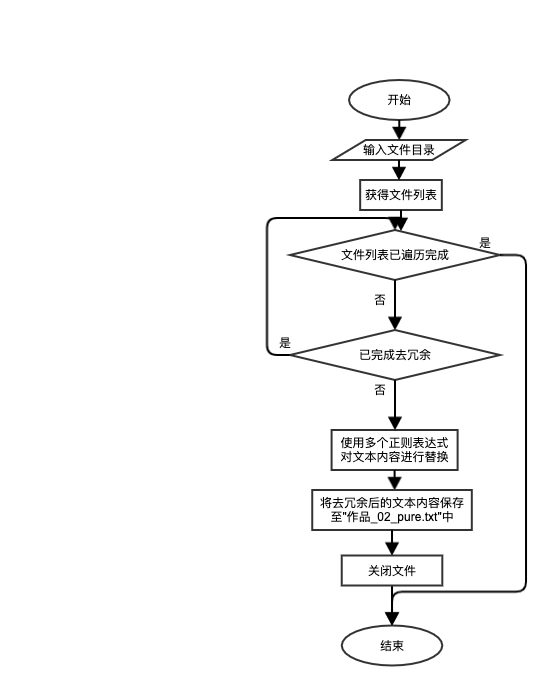 开始
输入文件目录
获得文件列表
文件列表已遍历完成
是
否
是
已完成去冗余
否
使用多个正则表达式
对文本内容进行替换
将去冗余后的文本内容保存
至"作品_02_pure.txt"中
关闭文件
结束